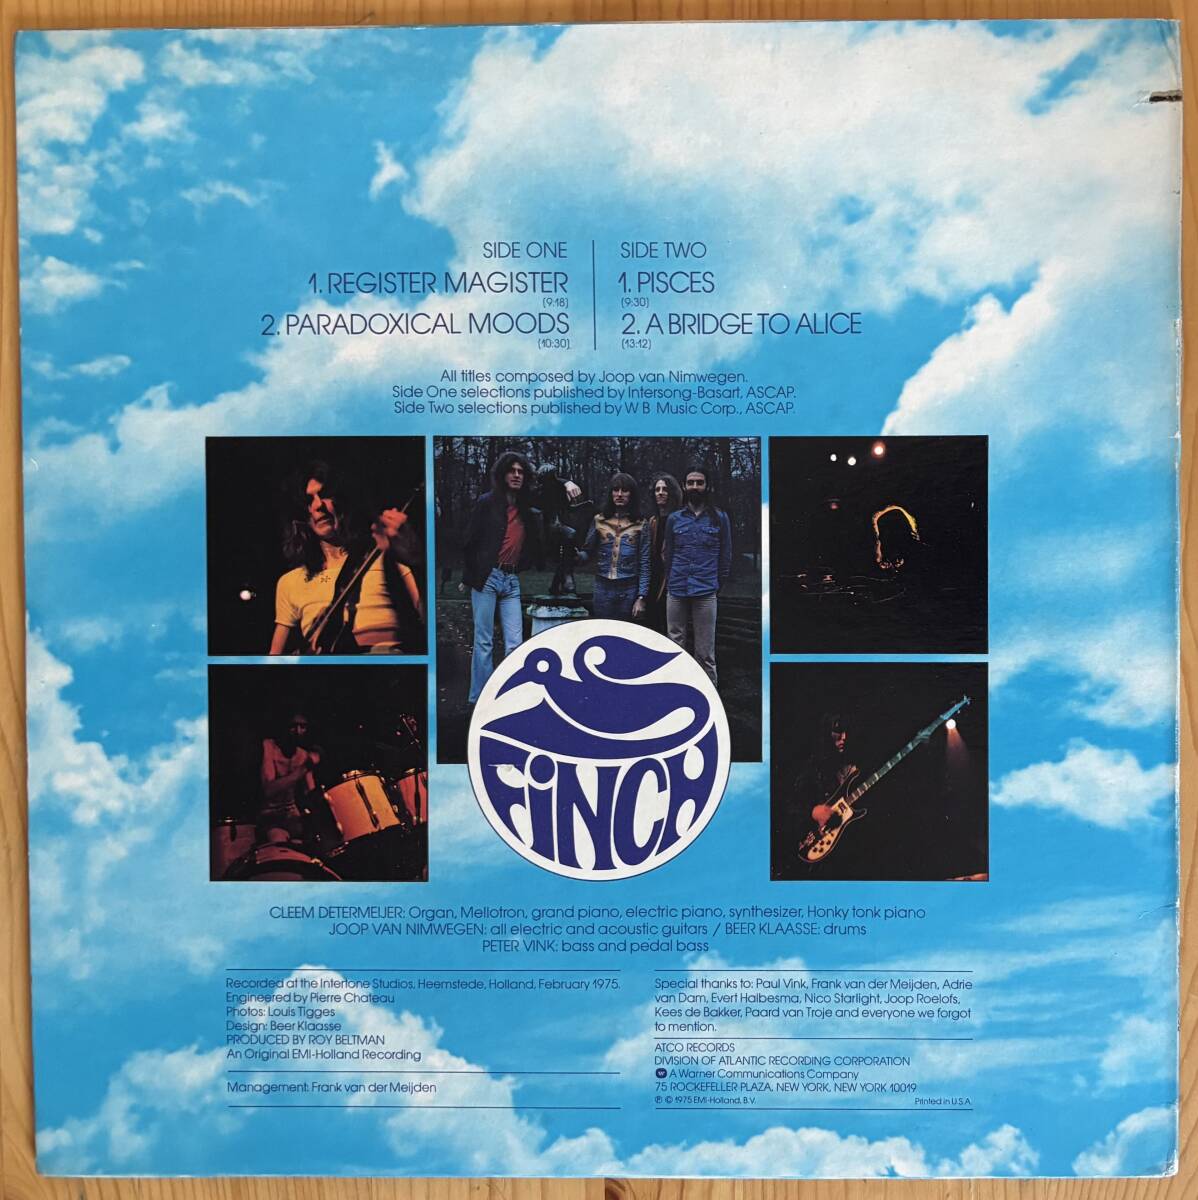 SIDE ONE
1. REGISTER MAGISTER
(9:18)
2. PARADOXICAL MOODS
(10:30)
SIDE TWO
1. PISCES
(9:30)
2. A BRIDGE TO ALICE
(13:12)
All titles composed by Joop van Nimwegen.
Side One selections published by Intersong-Basart, ASCAP.
Side Two selections published by W B Music Corp., ASCAP.
FINCH
CLEEM DETERMEIJER: Organ, Mellotron, grand piano, electric piano, synthesizer, Honky tonk piano
JOOP VAN NIMWEGEN: all electric and acoustic guitars / BEER KLAASSE: drums
PETER VINK: bass and pedal bass
Recorded at the Intertone Studios, Heemstede, Holland, February 1975.
Engineered by Pierre Chateau
Photos: Louis Tigges
Design: Beer Klaasse
PRODUCED BY ROY BELTMAN
An Original EMI-Holland Recording
Management: Frank van der Meijden
Special thanks to: Paul Vink, Frank van der Meijden, Adrie
van Dam, Evert Halbesma, Nico Starlight, Joop Roelofs,
Kees de Bakker, Paard van Troje and everyone we forgot
to mention.
ATCO RECORDS
DIVISION OF ATLANTIC RECORDING CORPORATION
A Warner Communications Company
75 ROCKEFELLER PLAZA, NEW YORK, NEW YORK 10019
℗ © 1975 EMI-Holland, B.V. Printed in U.S.A.